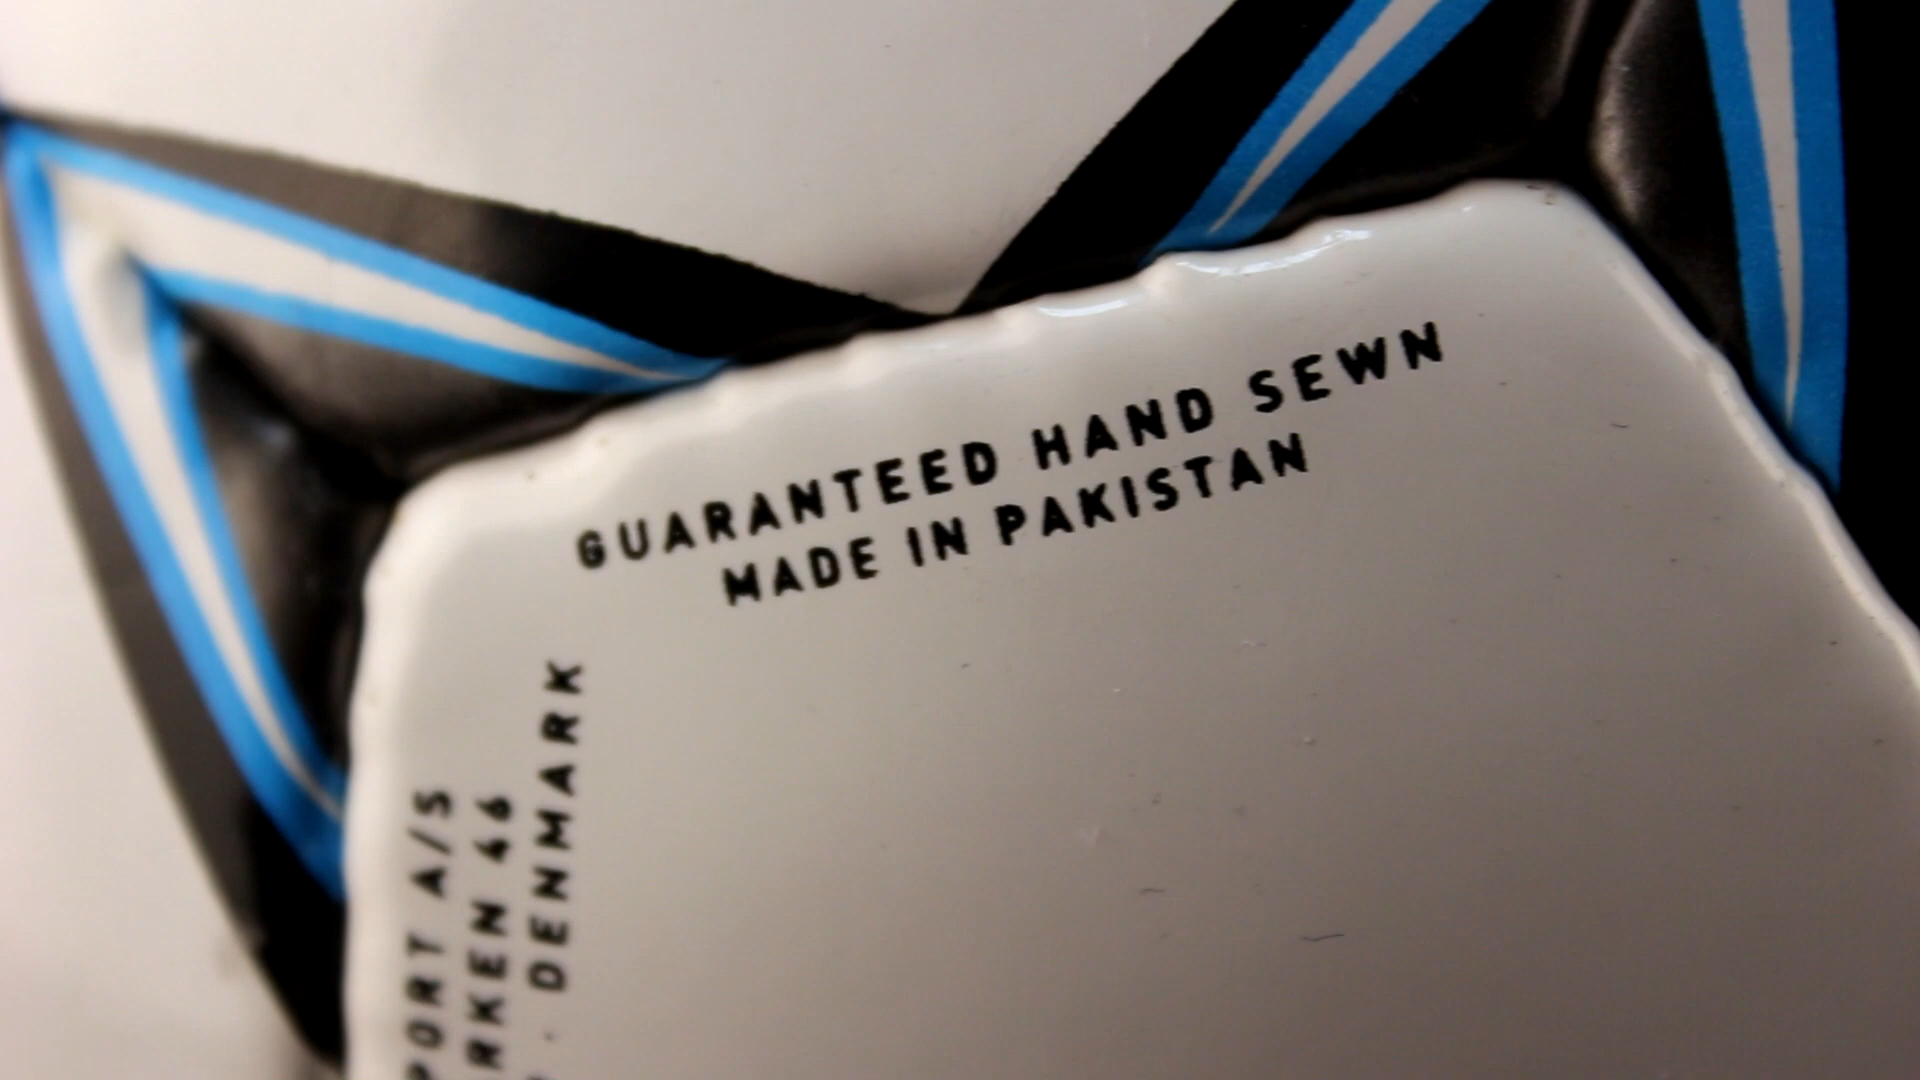 GUARANTEED HAND SEWN
MADE IN PAKISTAN
PORT A/S
RKEN 46
· DENMARK